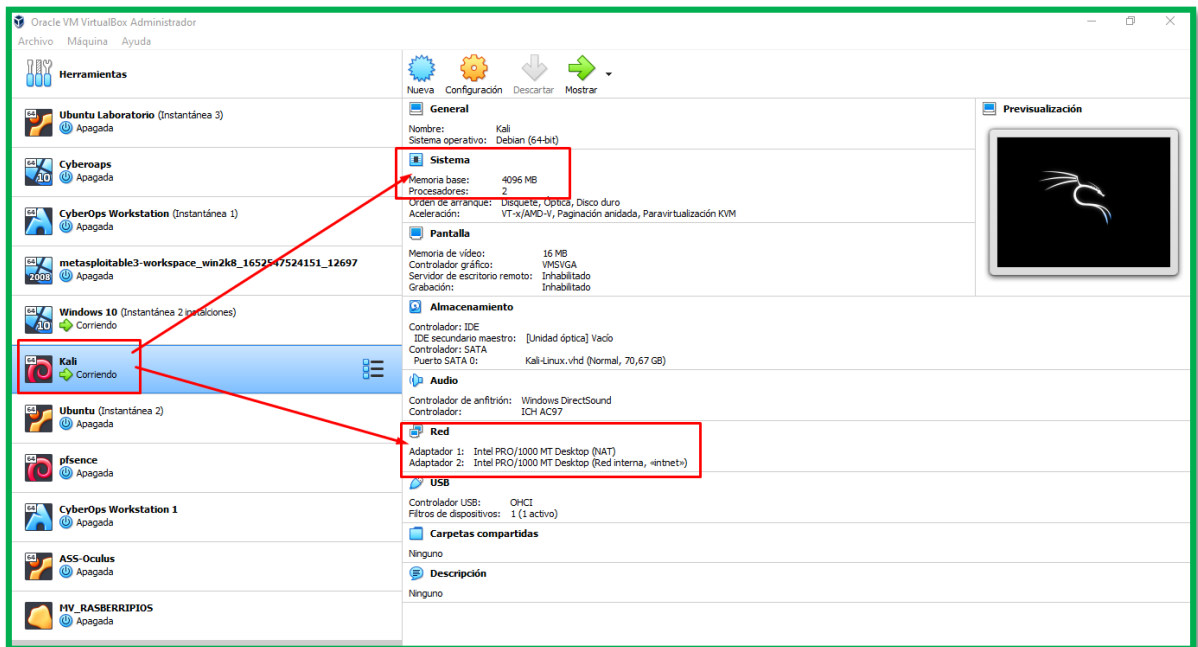 Oracle VM VirtualBox Administrador
Archivo Máquina Ayuda
Herramientas
Ubuntu Laboratorio (Instantánea 3)
Apagada
Cyberoaps
Apagada
CyberOps Workstation (Instantánea 1)
Apagada
metasploitable3-workspace_win2k8_1652547524151_12697
Apagada
Windows 10 (Instantánea 2 instalciones)
Corriendo
Kali
Corriendo
Ubuntu (Instantánea 2)
Apagada
pfsence
Apagada
CyberOps Workstation 1
Apagada
ASS-Oculus
Apagada
MV_RASBERRIPIOS
Apagada
Nueva Configuración Descartar Mostrar
General
Nombre: Kali
Sistema operativo: Debian (64-bit)
Sistema
Memoria base: 4096 MB
Procesadores: 2
Orden de arranque: Disquete, Óptica, Disco duro
Aceleración: VT-x/AMD-V, Paginación anidada, Paravirtualización KVM
Pantalla
Memoria de vídeo: 16 MB
Controlador gráfico: VMSVGA
Servidor de escritorio remoto: Inhabilitado
Grabación: Inhabilitado
Almacenamiento
Controlador: IDE
IDE secundario maestro: [Unidad óptica] Vacío
Controlador: SATA
Puerto SATA 0: Kali-Linux.vhd (Normal, 70,67 GB)
Audio
Controlador de anfitrión: Windows DirectSound
Controlador: ICH AC97
Red
Adaptador 1: Intel PRO/1000 MT Desktop (NAT)
Adaptador 2: Intel PRO/1000 MT Desktop (Red interna, «intnet»)
USB
Controlador USB: OHCI
Filtros de dispositivos: 1 (1 activo)
Carpetas compartidas
Ninguno
Descripción
Ninguno
Previsualización